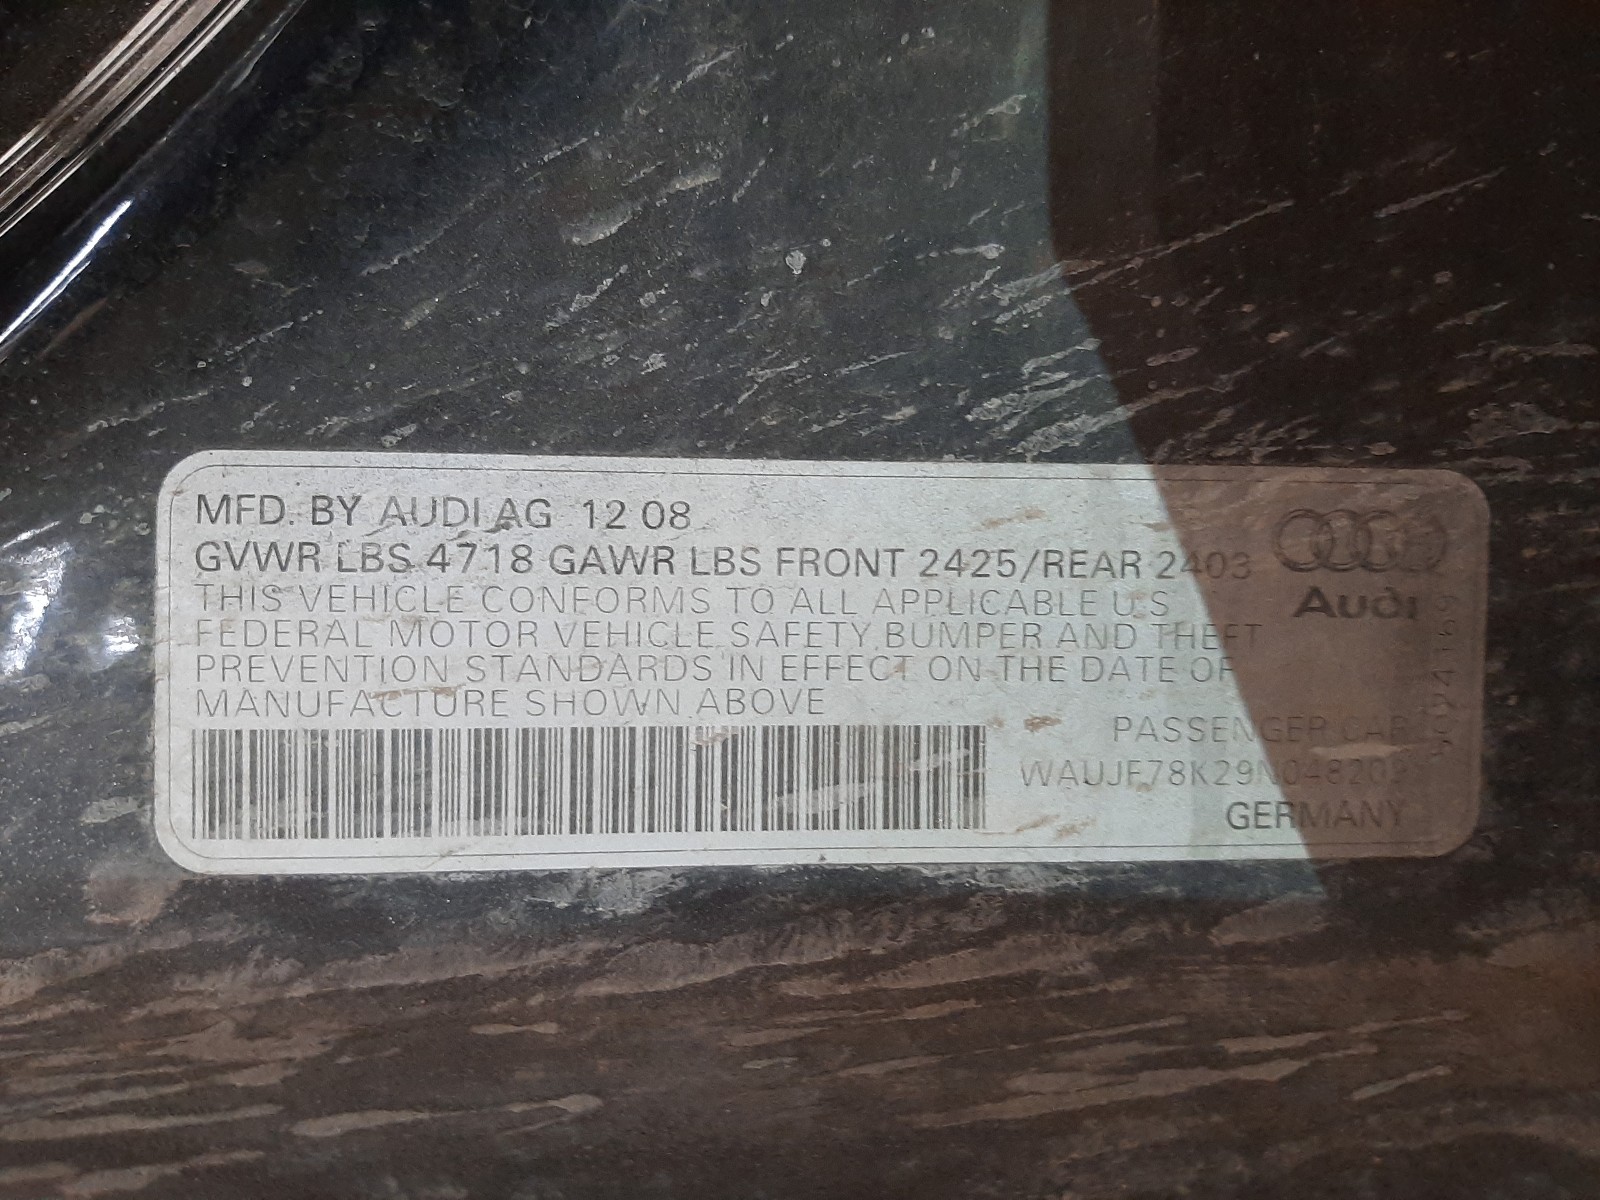 MFD. BY AUDI AG 12 08
GVWR LBS 4718 GAWR LBS FRONT 2425/REAR 2403
THIS VEHICLE CONFORMS TO ALL APPLICABLE U.S
FEDERAL MOTOR VEHICLE SAFETY, BUMPER AND THEFT
PREVENTION STANDARDS IN EFFECT ON THE DATE OF
MANUFACTURE SHOWN ABOVE
Audi
PASSENGER CAR
WAUJF78K29N048209
GERMANY